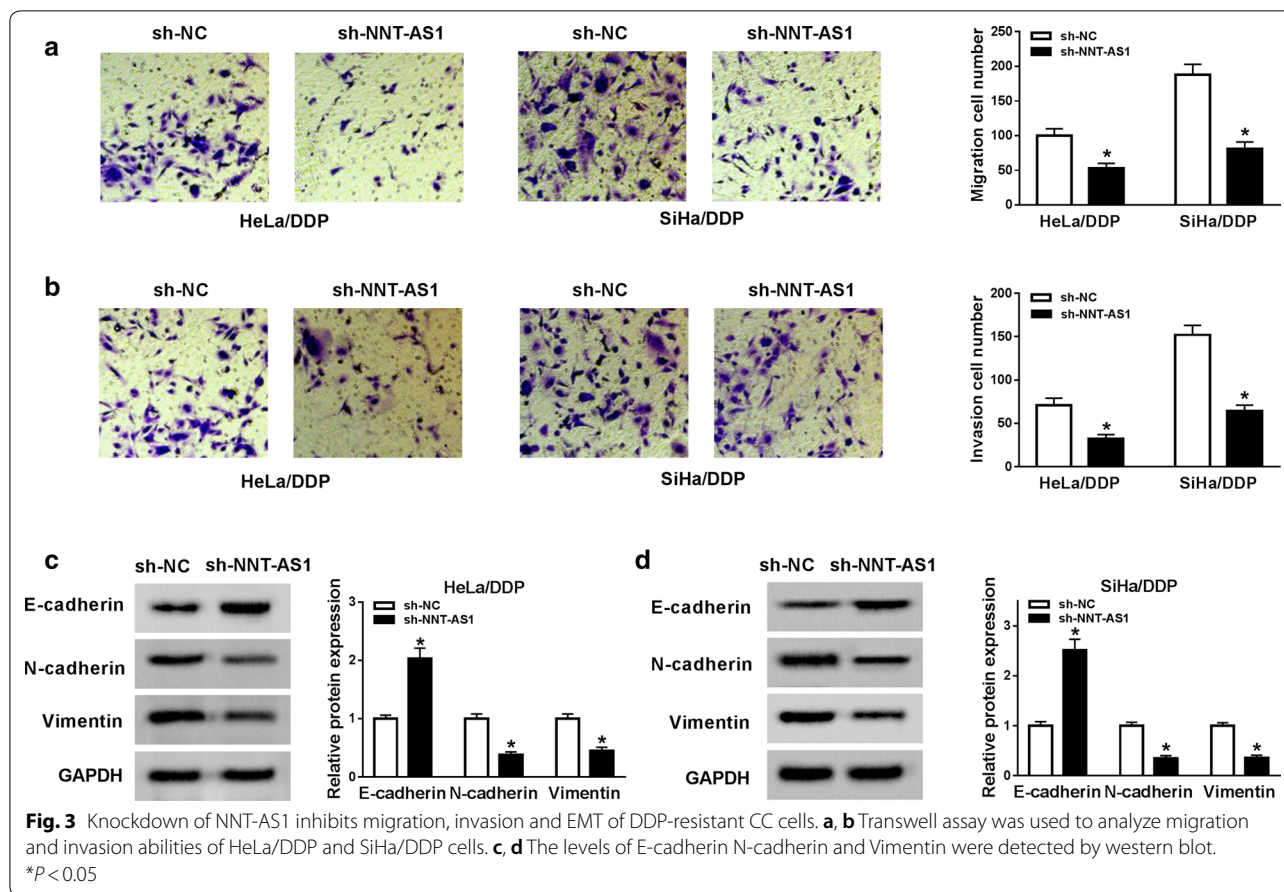 a
sh-NC sh-NNT-AS1 sh-NC sh-NNT-AS1
HeLa/DDP SiHa/DDP
Migration cell number
250
200
150
100
50
0
sh-NC
sh-NNT-AS1
* *
HeLa/DDP SiHa/DDP
b
sh-NC sh-NNT-AS1 sh-NC sh-NNT-AS1
HeLa/DDP SiHa/DDP
Invasion cell number
200
150
100
50
0
sh-NC
sh-NNT-AS1
* *
HeLa/DDP SiHa/DDP
c
sh-NC sh-NNT-AS1
E-cadherin
N-cadherin
Vimentin
GAPDH
HeLa/DDP
Relative protein expression
3
2
1
0
sh-NC
sh-NNT-AS1
* * *
E-cadherin N-cadherin Vimentin
d
sh-NC sh-NNT-AS1
E-cadherin
N-cadherin
Vimentin
GAPDH
SiHa/DDP
Relative protein expression
3
2
1
0
sh-NC
sh-NNT-AS1
* * *
E-cadherin N-cadherin Vimentin
Fig. 3 Knockdown of NNT-AS1 inhibits migration, invasion and EMT of DDP-resistant CC cells. a, b Transwell assay was used to analyze migration
and invasion abilities of HeLa/DDP and SiHa/DDP cells. c, d The levels of E-cadherin N-cadherin and Vimentin were detected by western blot.
*P < 0.05